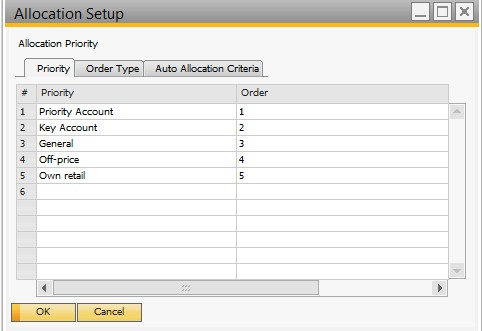 Allocation Setup
Allocation Priority
Priority Order Type Auto Allocation Criteria
# Priority Order
1 Priority Account 1
2 Key Account 2
3 General 3
4 Off-price 4
5 Own retail 5
6
OK Cancel